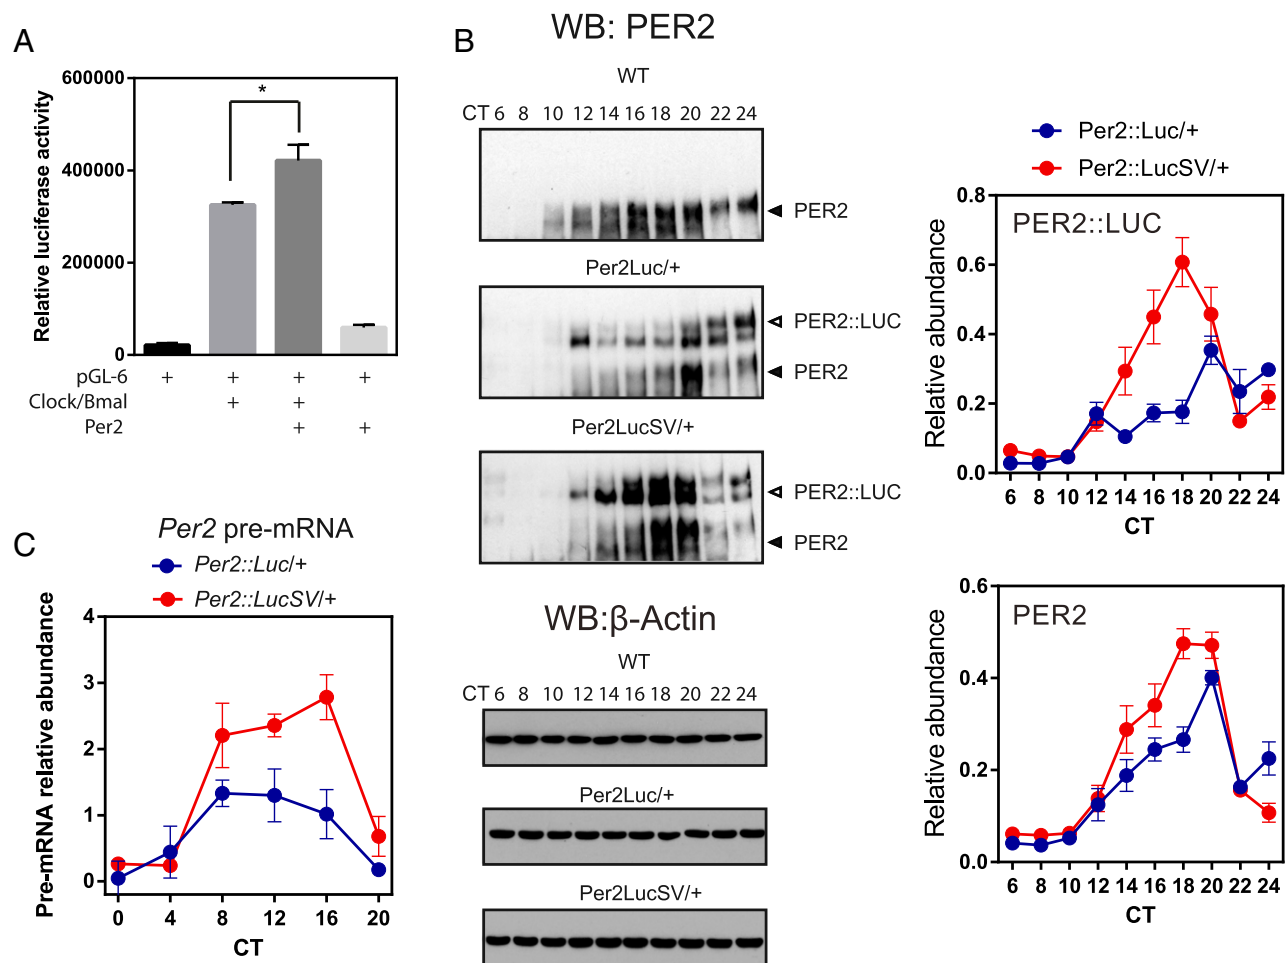 A
600000
400000
200000
0
Relative luciferase activity
*
pGL-6 + + + +
Clock/Bmal + +
Per2 + +
B
WB: PER2
WT
CT 6 8 10 12 14 16 18 20 22 24
PER2
Per2Luc/+
PER2::LUC
PER2
Per2LucSV/+
PER2::LUC
PER2
WB:β-Actin
WT
CT 6 8 10 12 14 16 18 20 22 24
Per2Luc/+
Per2LucSV/+
Per2::Luc/+
Per2::LucSV/+
PER2::LUC
Relative abundance
0.8
0.6
0.4
0.2
0.0
6 8 10 12 14 16 18 20 22 24
CT
PER2
Relative abundance
0.6
0.4
0.2
0.0
6 8 10 12 14 16 18 20 22 24
CT
C
Per2 pre-mRNA
Per2::Luc/+
Per2::LucSV/+
Pre-mRNA relative abundance
4
3
2
1
0
0 4 8 12 16 20
CT